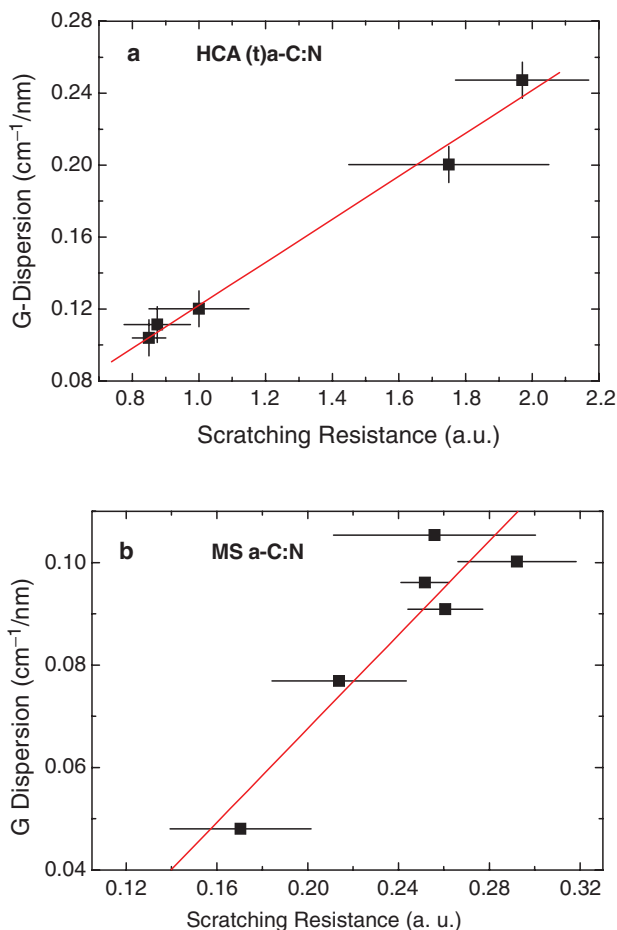 0.28
a HCA (t)a-C:N
0.24
0.20
0.16
0.12
0.08
G-Dispersion (cm⁻¹/nm)
0.8 1.0 1.2 1.4 1.6 1.8 2.0 2.2
Scratching Resistance (a.u.)
b MS a-C:N
0.10
0.08
0.06
0.04
G Dispersion (cm⁻¹/nm)
0.12 0.16 0.20 0.24 0.28 0.32
Scratching Resistance (a. u.)